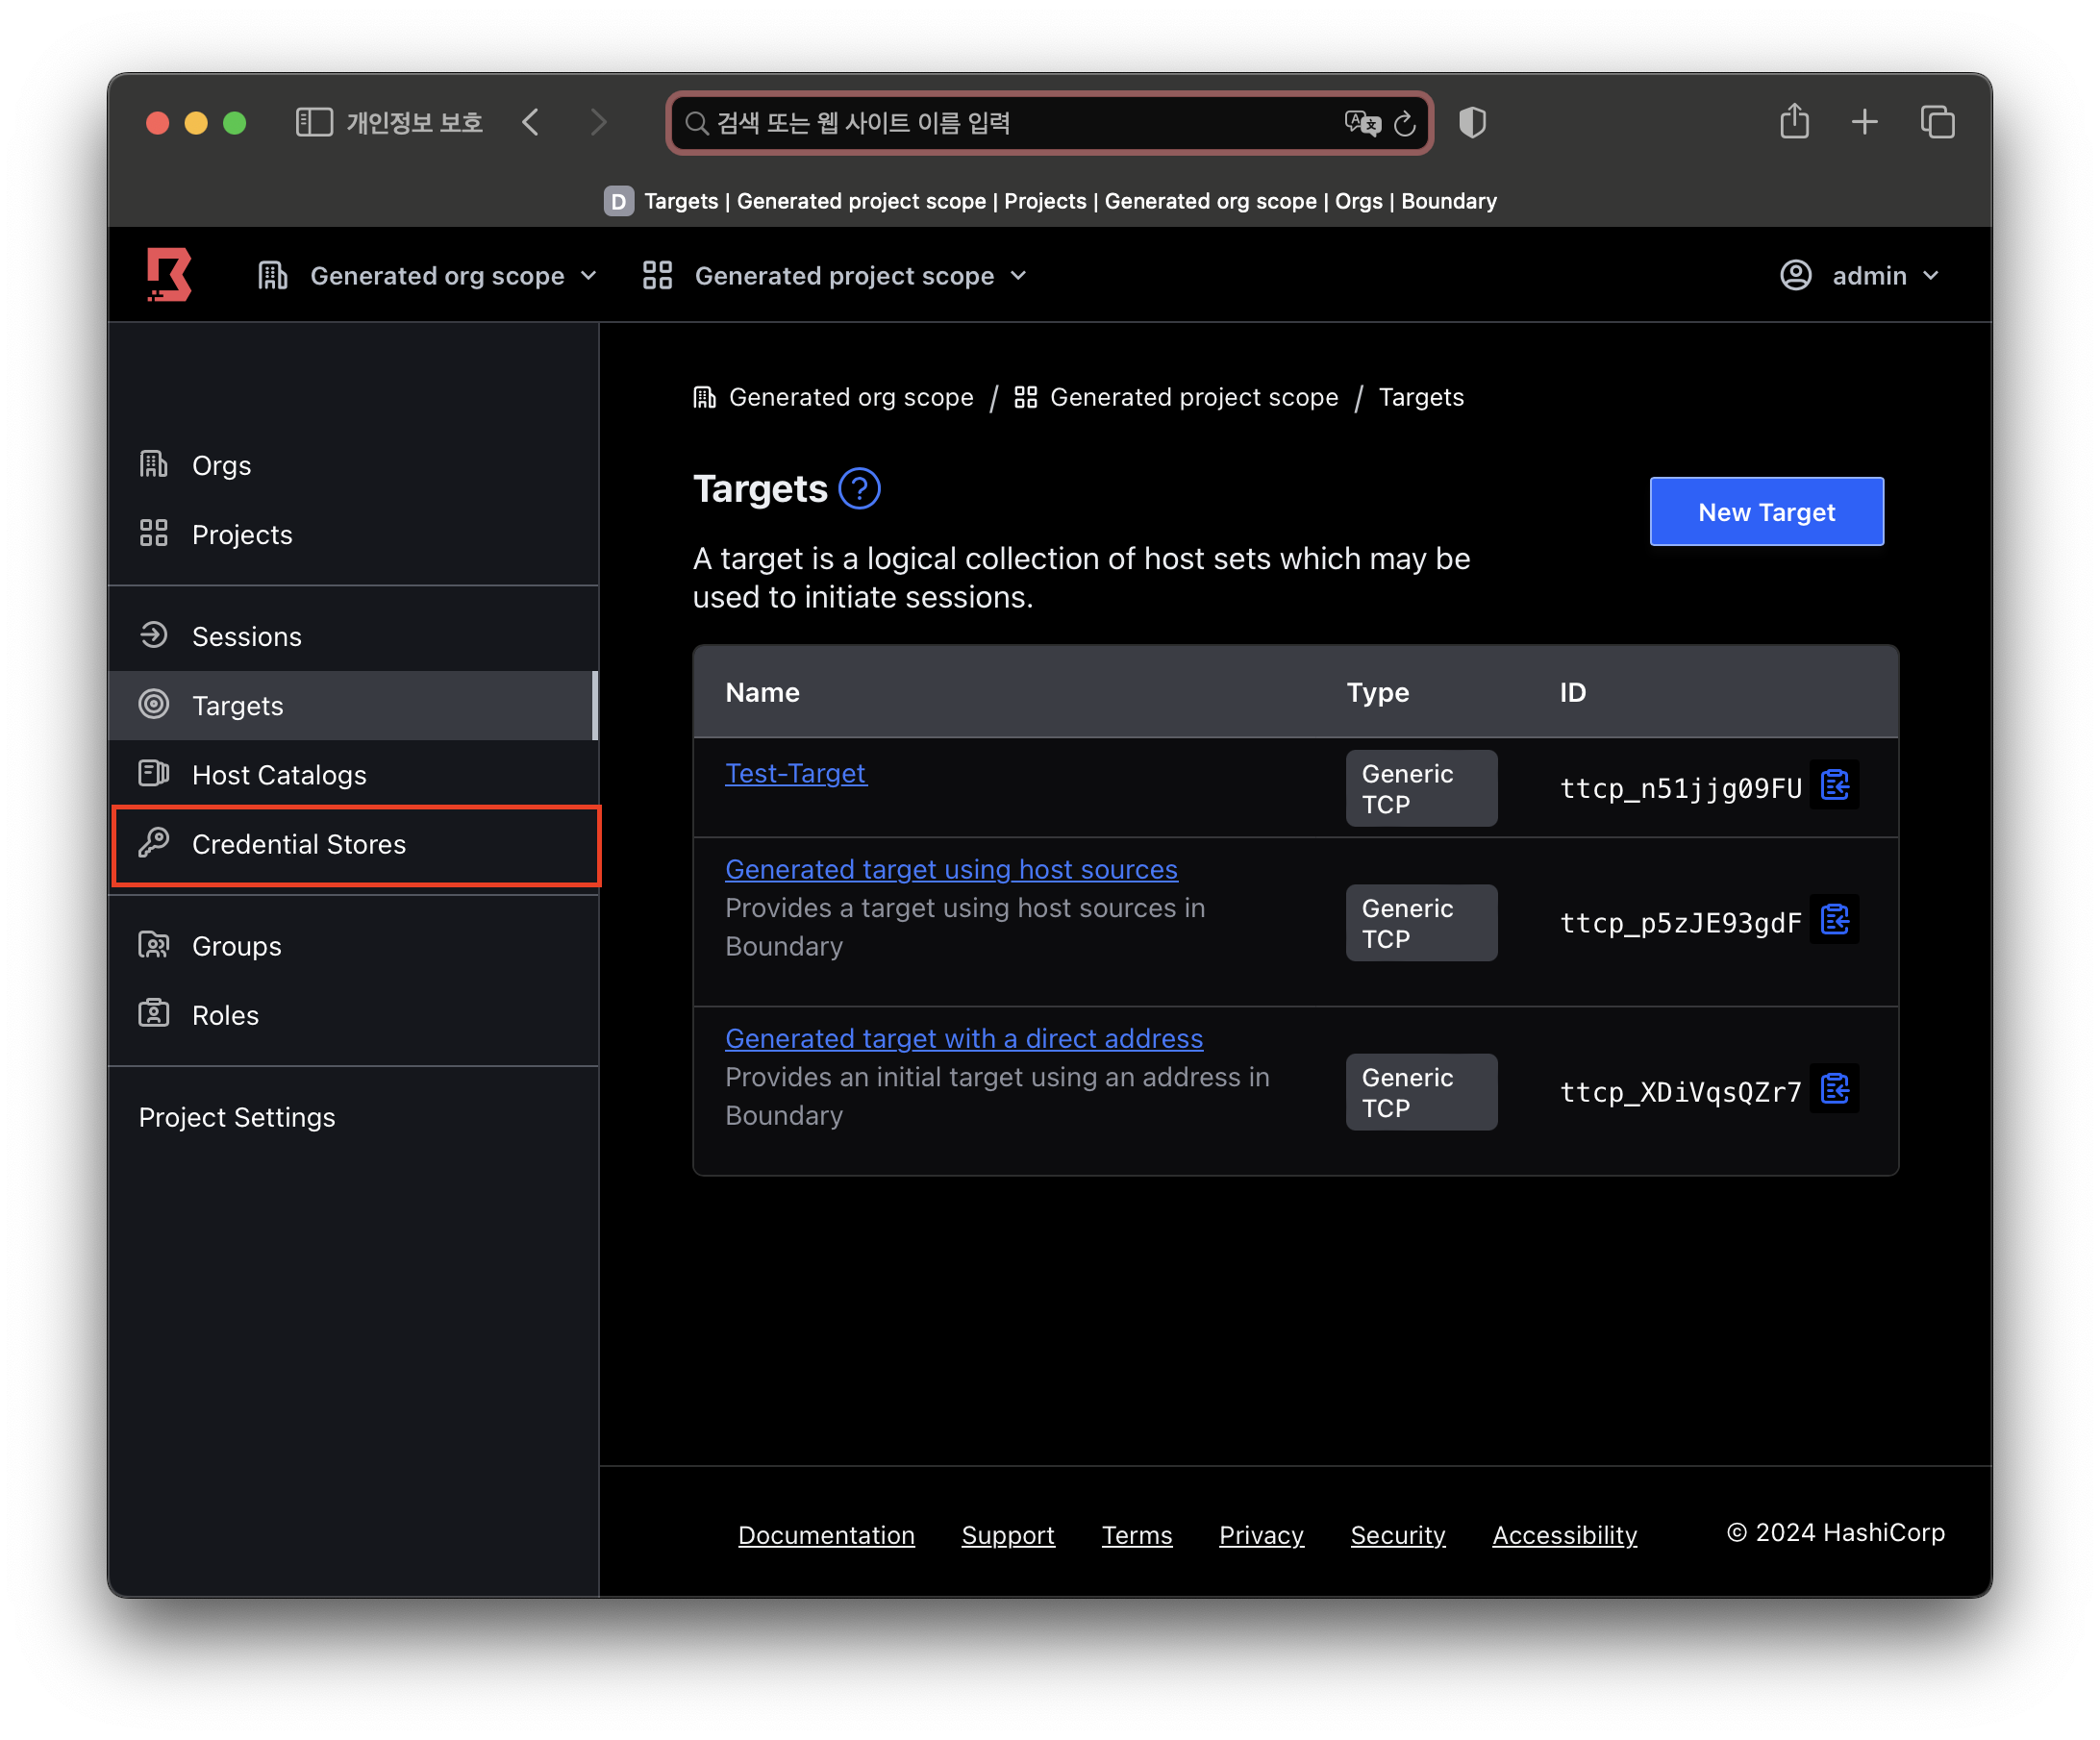 개인정보 보호
검색 또는 웹 사이트 이름 입력
D Targets | Generated project scope | Projects | Generated org scope | Orgs | Boundary
Generated org scope
Generated project scope
admin
Orgs
Projects
Sessions
Targets
Host Catalogs
Credential Stores
Groups
Roles
Project Settings
Generated org scope / Generated project scope / Targets
Targets ?
New Target
A target is a logical collection of host sets which may be
used to initiate sessions.
Name Type ID
Test-Target
Generic
TCP
ttcp_n51jjg09FU
Generated target using host sources
Provides a target using host sources in
Boundary
Generic
TCP
ttcp_p5zJE93gdF
Generated target with a direct address
Provides an initial target using an address in
Boundary
Generic
TCP
ttcp_XDiVqsQZr7
Documentation Support Terms Privacy Security Accessibility © 2024 HashiCorp